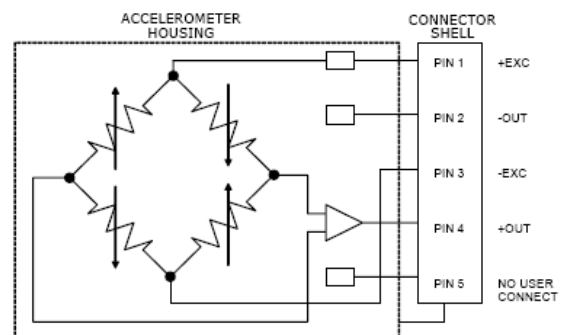 ACCELEROMETER
HOUSING
CONNECTOR
SHELL
PIN 1 +EXC
PIN 2 -OUT
PIN 3 -EXC
PIN 4 +OUT
PIN 5 NO USER
CONNECT